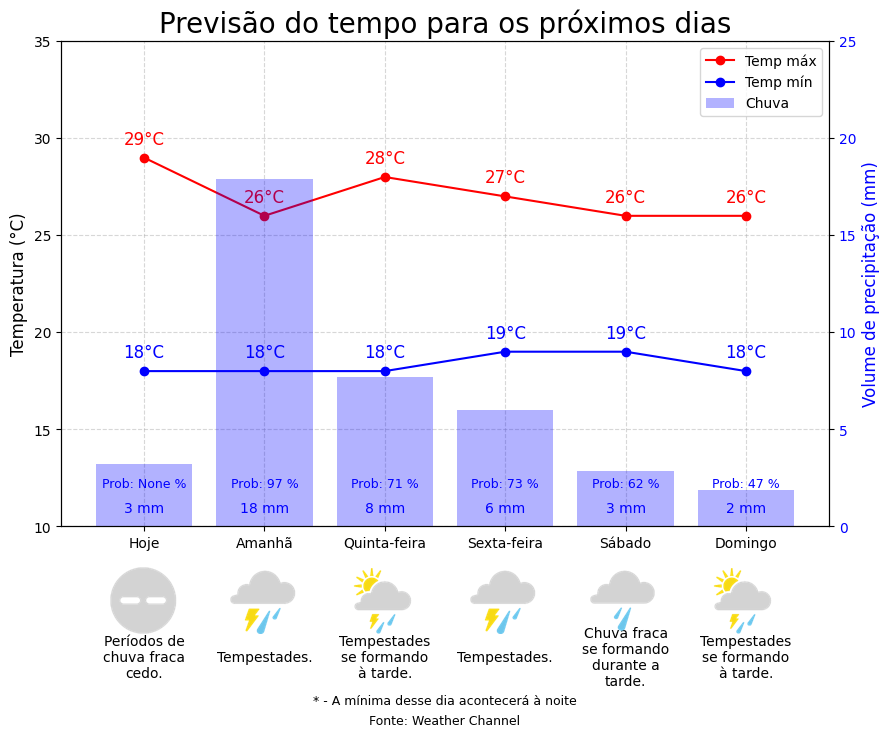 Previsão do tempo para os próximos dias
Temperatura (°C)
35
30
25
20
15
10
Volume de precipitação (mm)
25
20
15
10
5
0
Temp máx
Temp mín
Chuva
29°C
26°C
28°C
27°C
26°C
26°C
18°C
18°C
18°C
19°C
19°C
18°C
Prob: None %
Prob: 97 %
Prob: 71 %
Prob: 73 %
Prob: 62 %
Prob: 47 %
3 mm
18 mm
8 mm
6 mm
3 mm
2 mm
Hoje
Amanhã
Quinta-feira
Sexta-feira
Sábado
Domingo
Períodos de
chuva fraca
cedo.
Tempestades.
Tempestades
se formando
à tarde.
Tempestades.
Chuva fraca
se formando
durante a
tarde.
Tempestades
se formando
à tarde.
* - A mínima desse dia acontecerá à noite
Fonte: Weather Channel